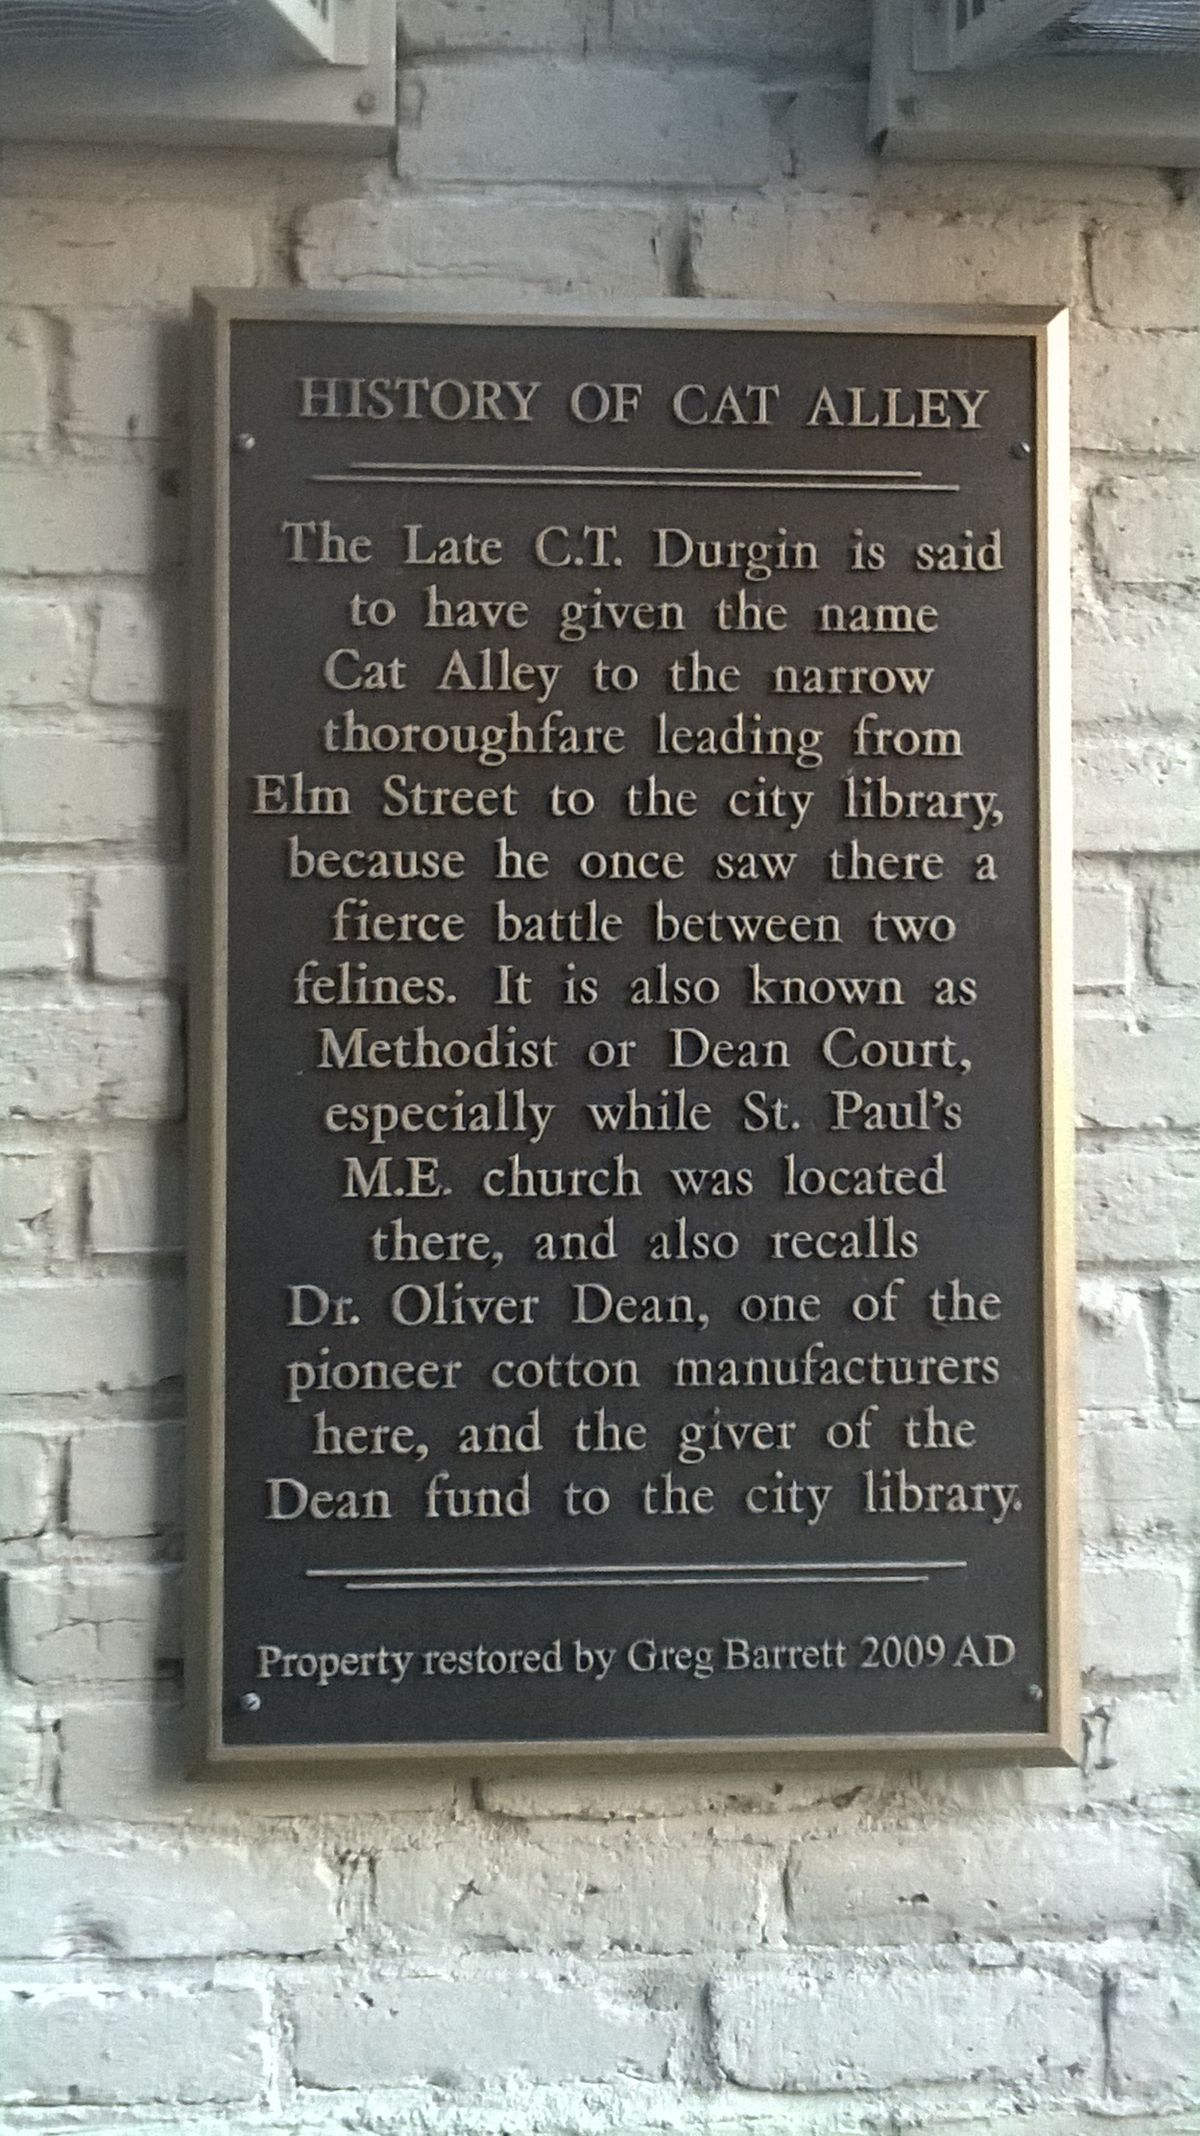 HISTORY OF CAT ALLEY
The Late C.T. Durgin is said
to have given the name
Cat Alley to the narrow
thoroughfare leading from
Elm Street to the city library,
because he once saw there a
fierce battle between two
felines. It is also known as
Methodist or Dean Court,
especially while St. Paul's
M.E. church was located
there, and also recalls
Dr. Oliver Dean, one of the
pioneer cotton manufacturers
here, and the giver of the
Dean fund to the city library.
Property restored by Greg Barrett 2009 AD